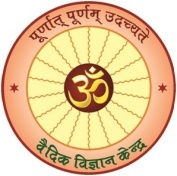 पूर्णात् पूर्णम् उदच्यते
ॐ
वैदिक विज्ञान केन्द्र